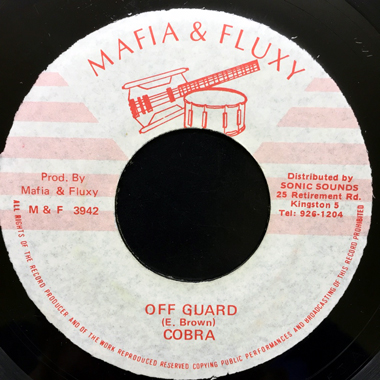 MAFIA & FLUXY
Prod. By
Mafia & Fluxy
M & F 3942
Distributed by
SONIC SOUNDS
25 Retirement Rd.
Kingston 5
Tel: 926-1204
OFF GUARD
(E. Brown)
COBRA
ALL RIGHTS OF THE RECORD PRODUCER AND OF THE WORK REPRODUCED RESERVED. COPYING PUBLIC PERFORMANCES AND BROADCASTING OF THIS RECORD PROHIBITED